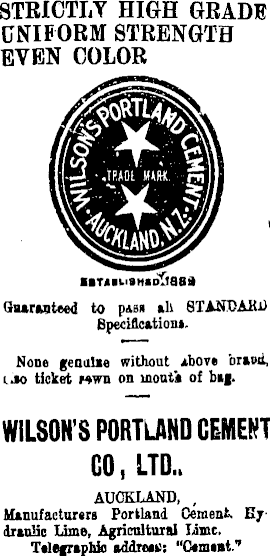 STRICTLY HIGH GRADE
UNIFORM STRENGTH
EVEN COLOR
WILSON'S PORTLAND CEMENT
TRADE MARK.
AUCKLAND, N.Z.
ESTABLISHED 1883
Guaranteed to pass all STANDARD
Specifications.
None genuine without above brand,
also ticket sewn on mouth of bag.
WILSON'S PORTLAND CEMENT
CO, LTD..
AUCKLAND,
Manufacturers Portland Cement, Hy-
draulic Lime, Agricultural Lime.
Telegraphic address: "Cement."